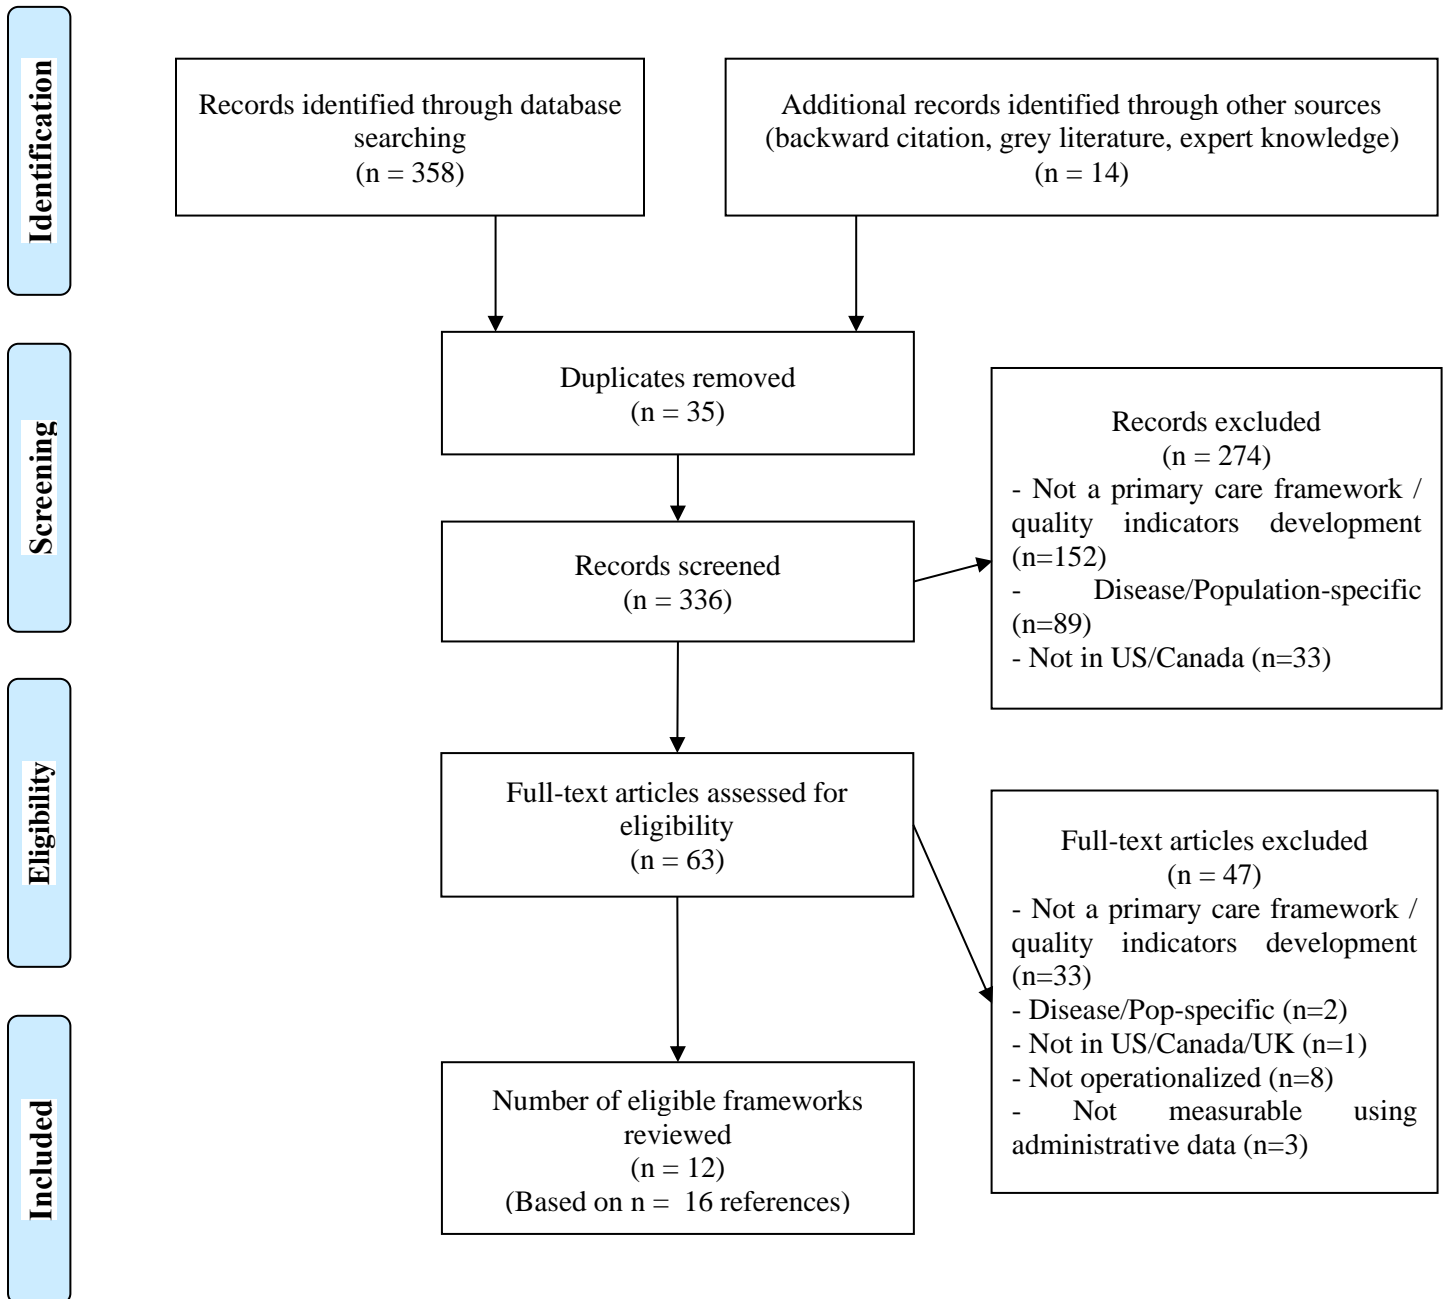 Identification
Records identified through database
searching
(n = 358)
Additional records identified through other sources
(backward citation, grey literature, expert knowledge)
(n = 14)
Screening
Duplicates removed
(n = 35)
Records screened
(n = 336)
Records excluded
(n = 274)
- Not a primary care framework /
quality indicators development
(n=152)
- Disease/Population-specific
(n=89)
- Not in US/Canada (n=33)
Eligibility
Full-text articles assessed for
eligibility
(n = 63)
Full-text articles excluded
(n = 47)
- Not a primary care framework /
quality indicators development
(n=33)
- Disease/Pop-specific (n=2)
- Not in US/Canada/UK (n=1)
- Not operationalized (n=8)
- Not measurable using
administrative data (n=3)
Included
Number of eligible frameworks
reviewed
(n = 12)
(Based on n = 16 references)